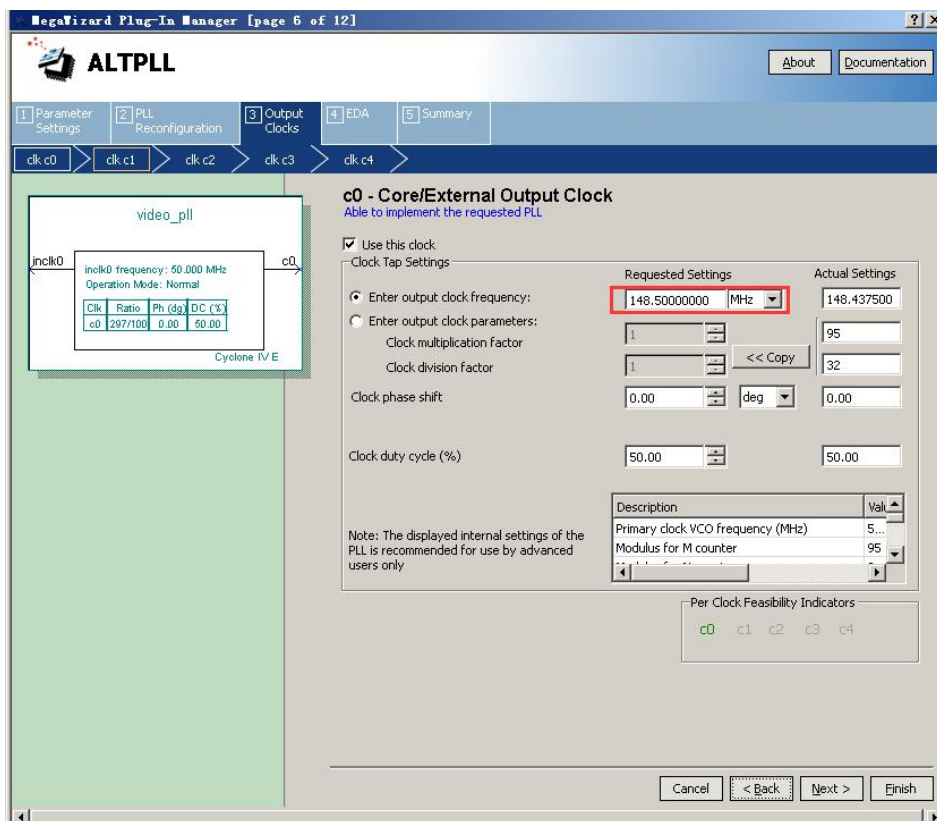 MegaWizard Plug-In Manager [page 6 of 12]
ALTPLL
About
Documentation
1 Parameter Settings
2 PLL Reconfiguration
3 Output Clocks
4 EDA
5 Summary
clk c0
clk c1
clk c2
clk c3
clk c4
video_pll
inclk0
c0
inclk0 frequency: 50.000 MHz
Operation Mode: Normal
Clk Ratio Ph (dg) DC (%)
c0 297/100 0.00 50.00
Cyclone IV E
c0 - Core/External Output Clock
Able to implement the requested PLL
Use this clock
Clock Tap Settings
Requested Settings
Actual Settings
Enter output clock frequency:
148.50000000
MHz
148.437500
Enter output clock parameters:
Clock multiplication factor
1
95
<< Copy
Clock division factor
1
32
Clock phase shift
0.00
deg
0.00
Clock duty cycle (%)
50.00
50.00
Note: The displayed internal settings of the
PLL is recommended for use by advanced
users only
Description
Primary clock VCO frequency (MHz) 5...
Modulus for M counter 95
Per Clock Feasibility Indicators
c0 c1 c2 c3 c4
Cancel
< Back
Next >
Finish